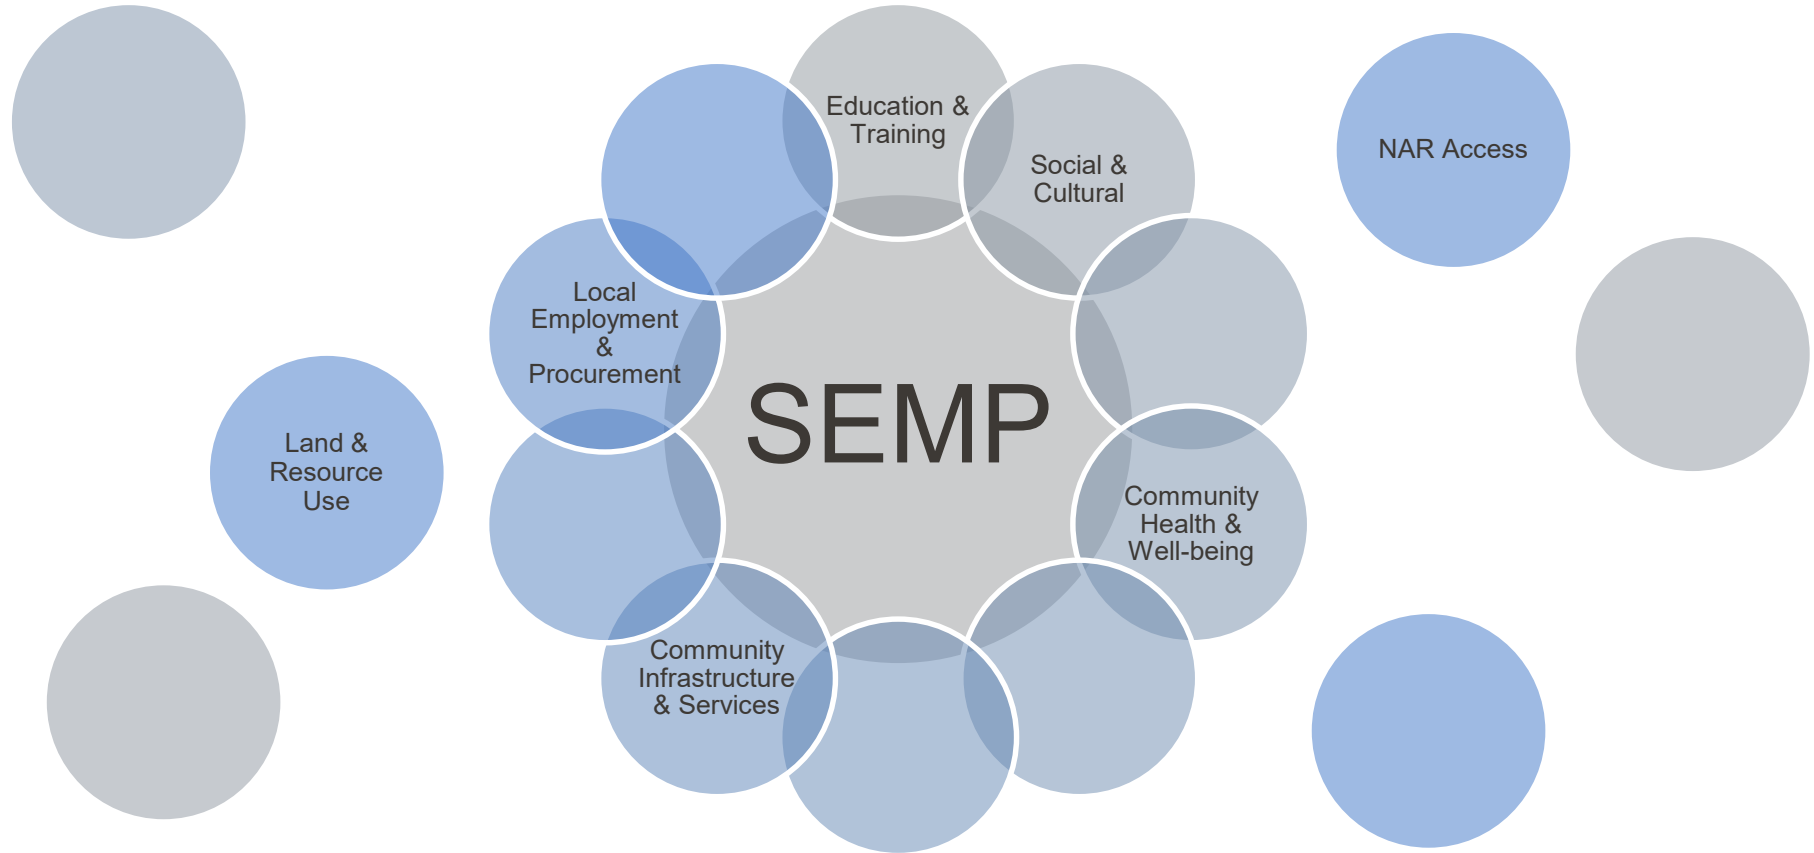 Education &
Training
Social &
Cultural
NAR Access
Local
Employment
&
Procurement
SEMP
Land &
Resource
Use
Community
Health &
Well-being
Community
Infrastructure
& Services